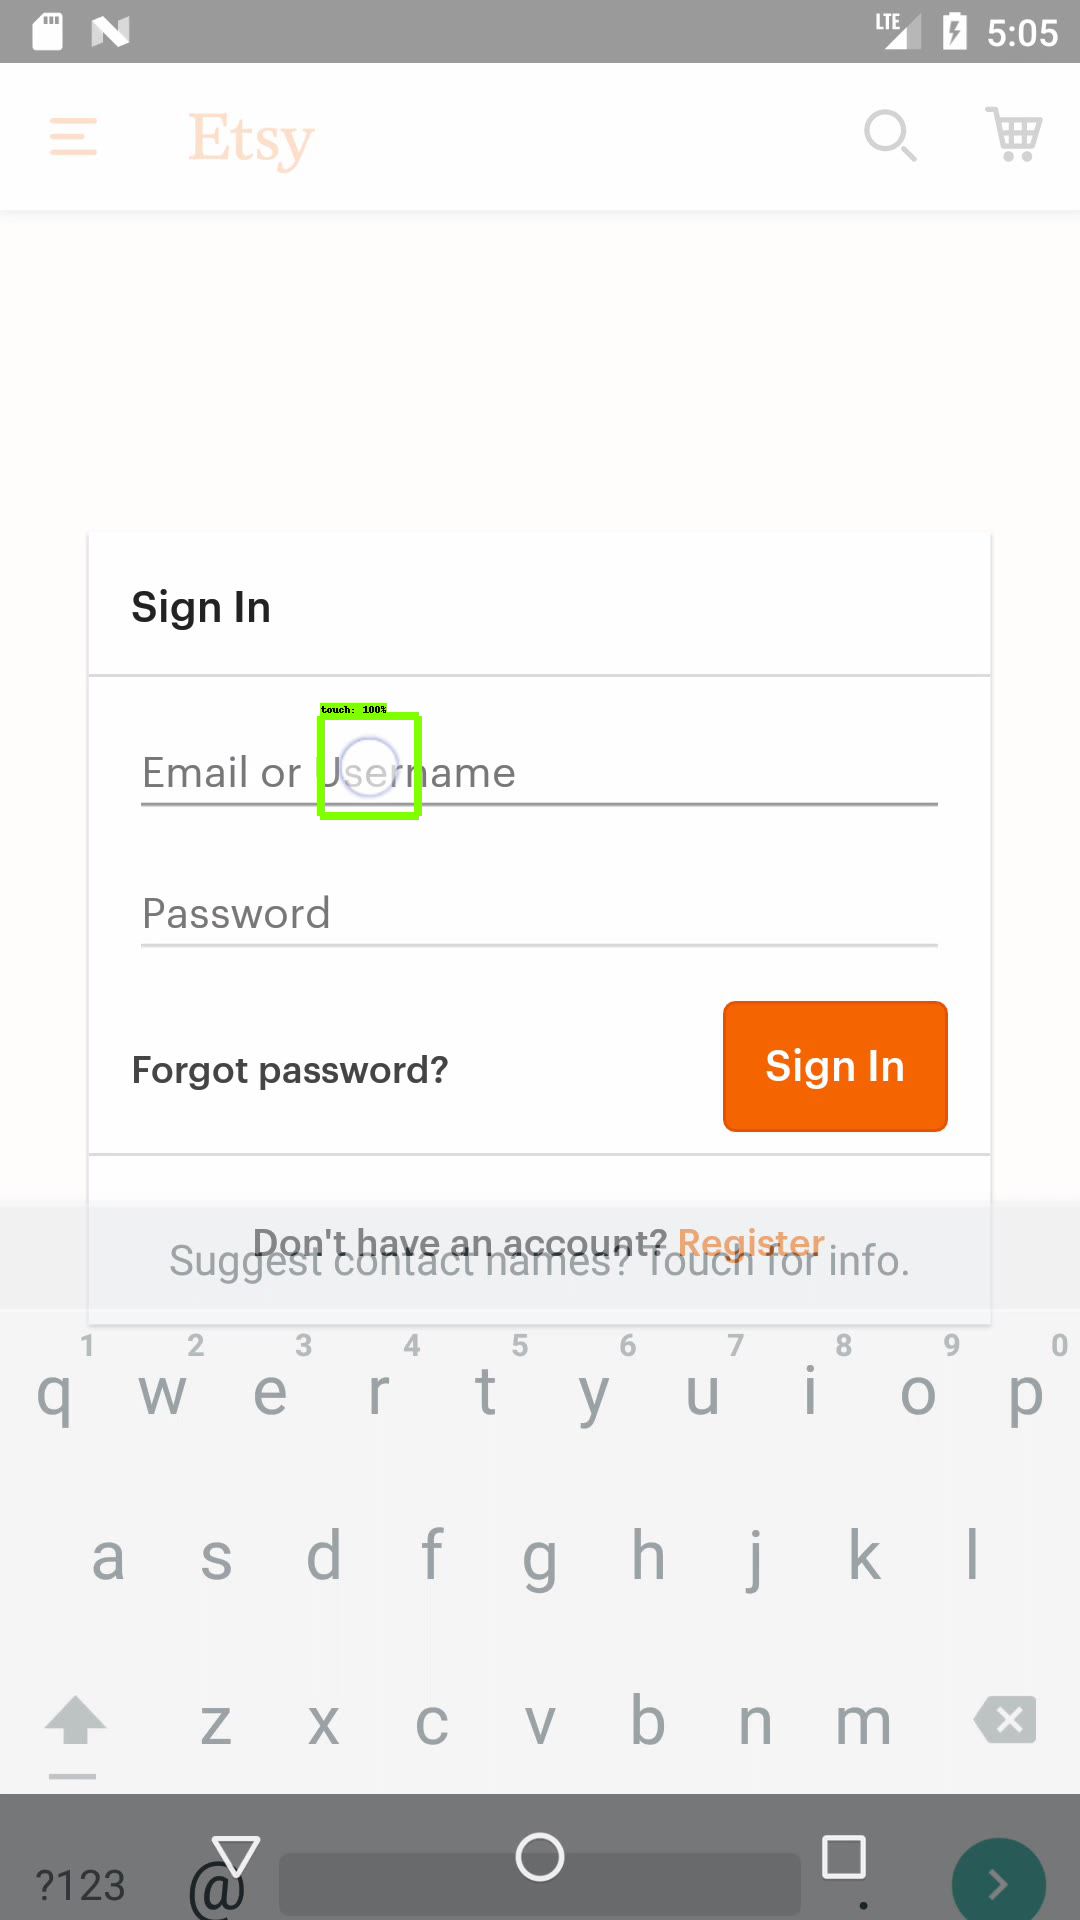 LTE 5:05
Etsy
Sign In
touch: 100%
Email or Username
Password
Forgot password?
Sign In
Don't have an account? Register
Suggest contact names? Touch for info.
1 2 3 4 5 6 7 8 9 0
q w e r t y u i o p
a s d f g h j k l
z x c v b n m
?123 @ .